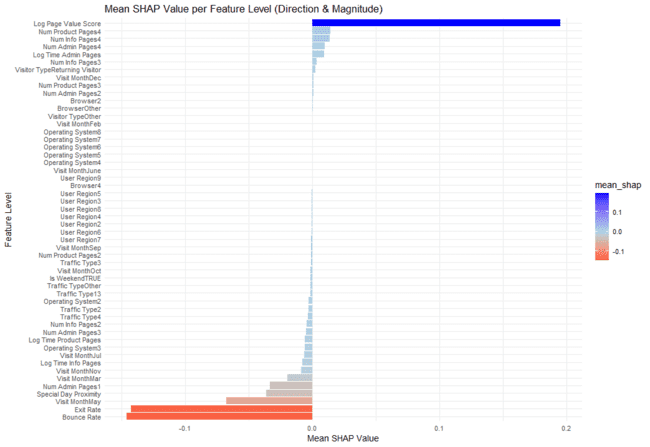 Mean SHAP Value per Feature Level (Direction & Magnitude)
Log Page Value Score
Num Product Pages4
Num Info Pages4
Num Admin Pages4
Log Time Admin Pages
Num Info Pages3
Visitor TypeReturning Visitor
Visit MonthDec
Num Product Pages3
Num Admin Pages2
Browser2
BrowserOther
Visitor TypeOther
Visit MonthFeb
Operating System8
Operating System7
Operating System6
Operating System5
Operating System4
Visit MonthJune
User Region9
Browser4
User Region5
User Region3
User Region8
User Region4
User Region2
User Region6
User Region7
Visit MonthSep
Num Product Pages2
Traffic Type3
Visit MonthOct
Is WeekendTRUE
Traffic TypeOther
Traffic Type13
Operating System2
Traffic Type2
Traffic Type4
Num Info Pages2
Num Admin Pages3
Log Time Product Pages
Operating System3
Visit MonthJul
Log Time Info Pages
Visit MonthNov
Visit MonthMar
Num Admin Pages1
Special Day Proximity
Visit MonthMay
Exit Rate
Bounce Rate
Feature Level
-0.1
0.0
0.1
0.2
Mean SHAP Value
mean_shap
0.1
0.0
-0.1